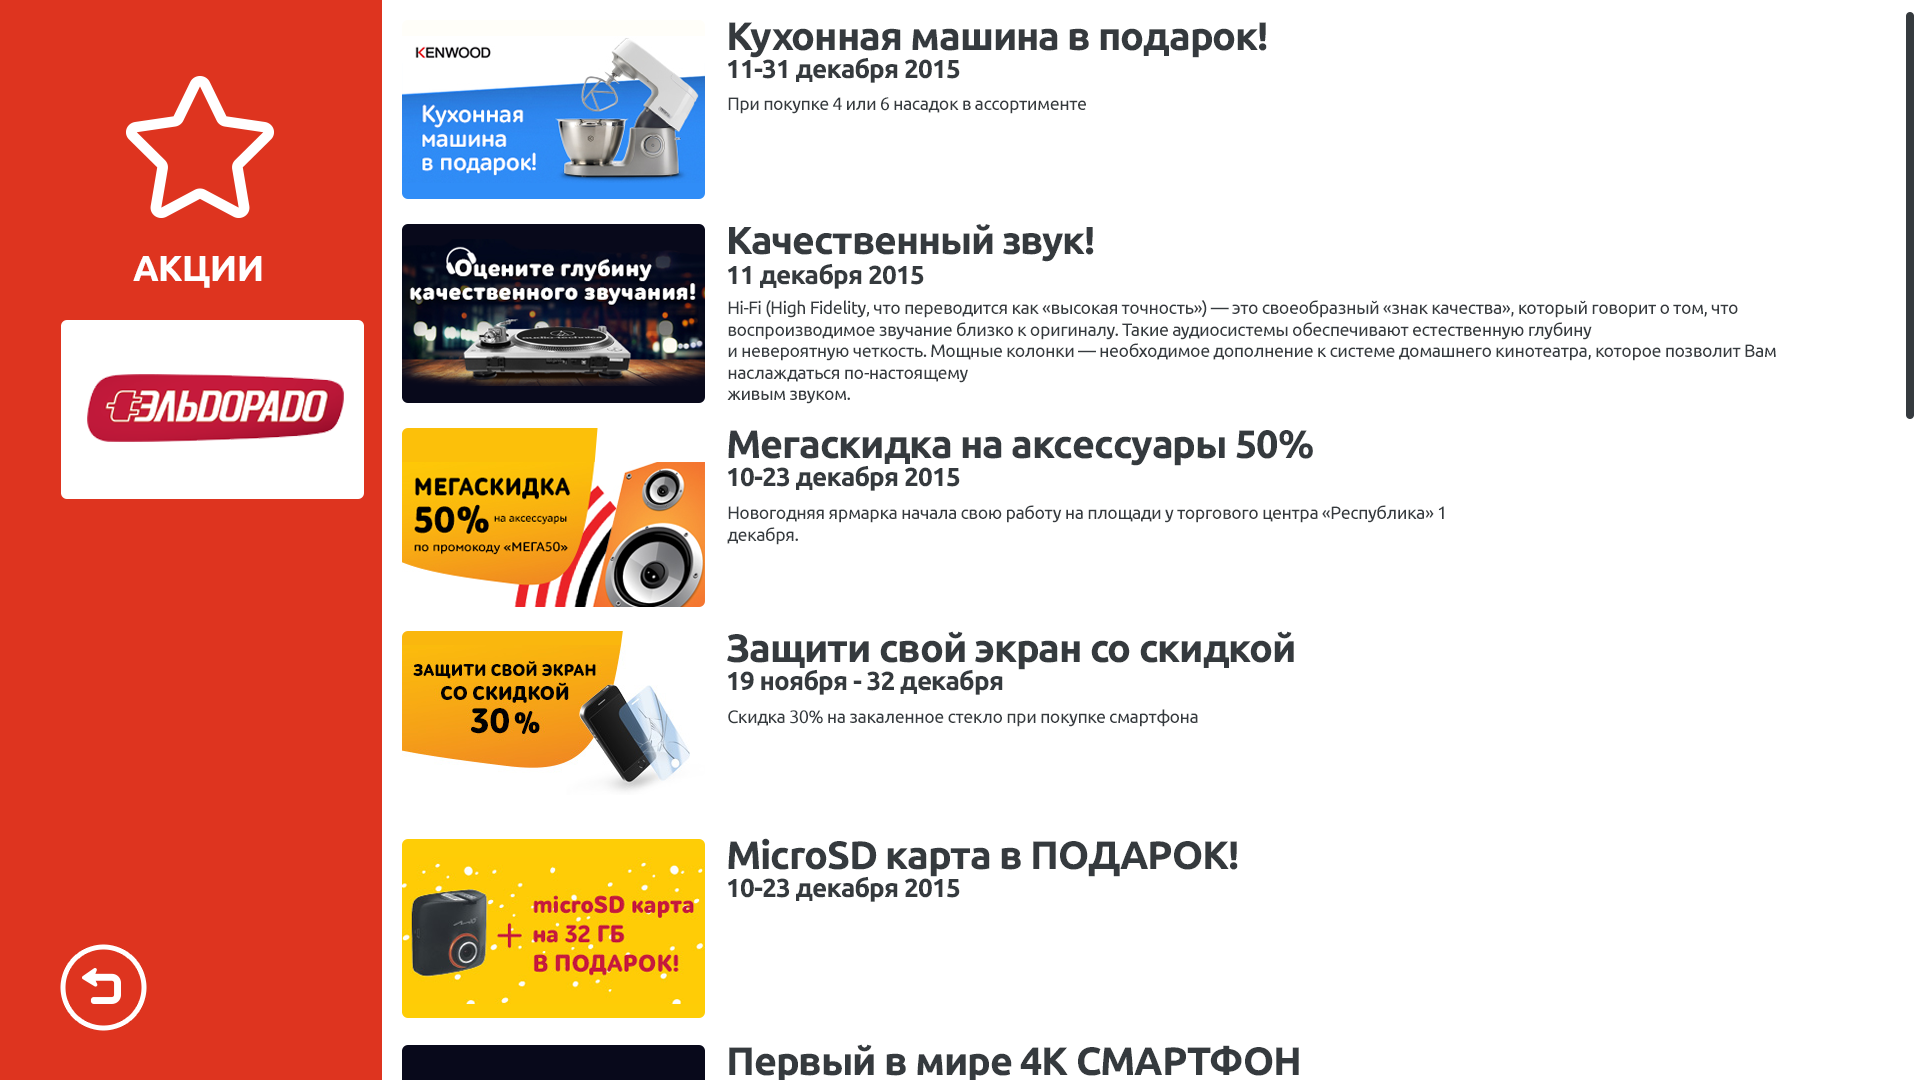 АКЦИИ
ЭЛЬDOРАDО
KENWOOD
Кухонная
машина
в подарок!
Кухонная машина в подарок!
11-31 декабря 2015
При покупке 4 или 6 насадок в ассортименте
Оцените глубину
качественного звучания!
audio-technica
Качественный звук!
11 декабря 2015
Hi-Fi (High Fidelity, что переводится как «высокая точность») — это своеобразный «знак качества», который говорит о том, что
воспроизводимое звучание близко к оригиналу. Такие аудиосистемы обеспечивают естественную глубину
и невероятную четкость. Мощные колонки — необходимое дополнение к системе домашнего кинотеатра, которое позволит Вам
наслаждаться по-настоящему
живым звуком.
МЕГАСКИДКА
50% на аксессуары
по промокоду «МЕГА50»
Мегаскидка на аксессуары 50%
10-23 декабря 2015
Новогодняя ярмарка начала свою работу на площади у торгового центра «Республика» 1
декабря.
ЗАЩИТИ СВОЙ ЭКРАН
СО СКИДКОЙ
30%
Защити свой экран со скидкой
19 ноября - 32 декабря
Скидка 30% на закаленное стекло при покупке смартфона
microSD карта
+ на 32 ГБ
В ПОДАРОК!
MicroSD карта в ПОДАРОК!
10-23 декабря 2015
Первый в мире 4К СМАРТФОН